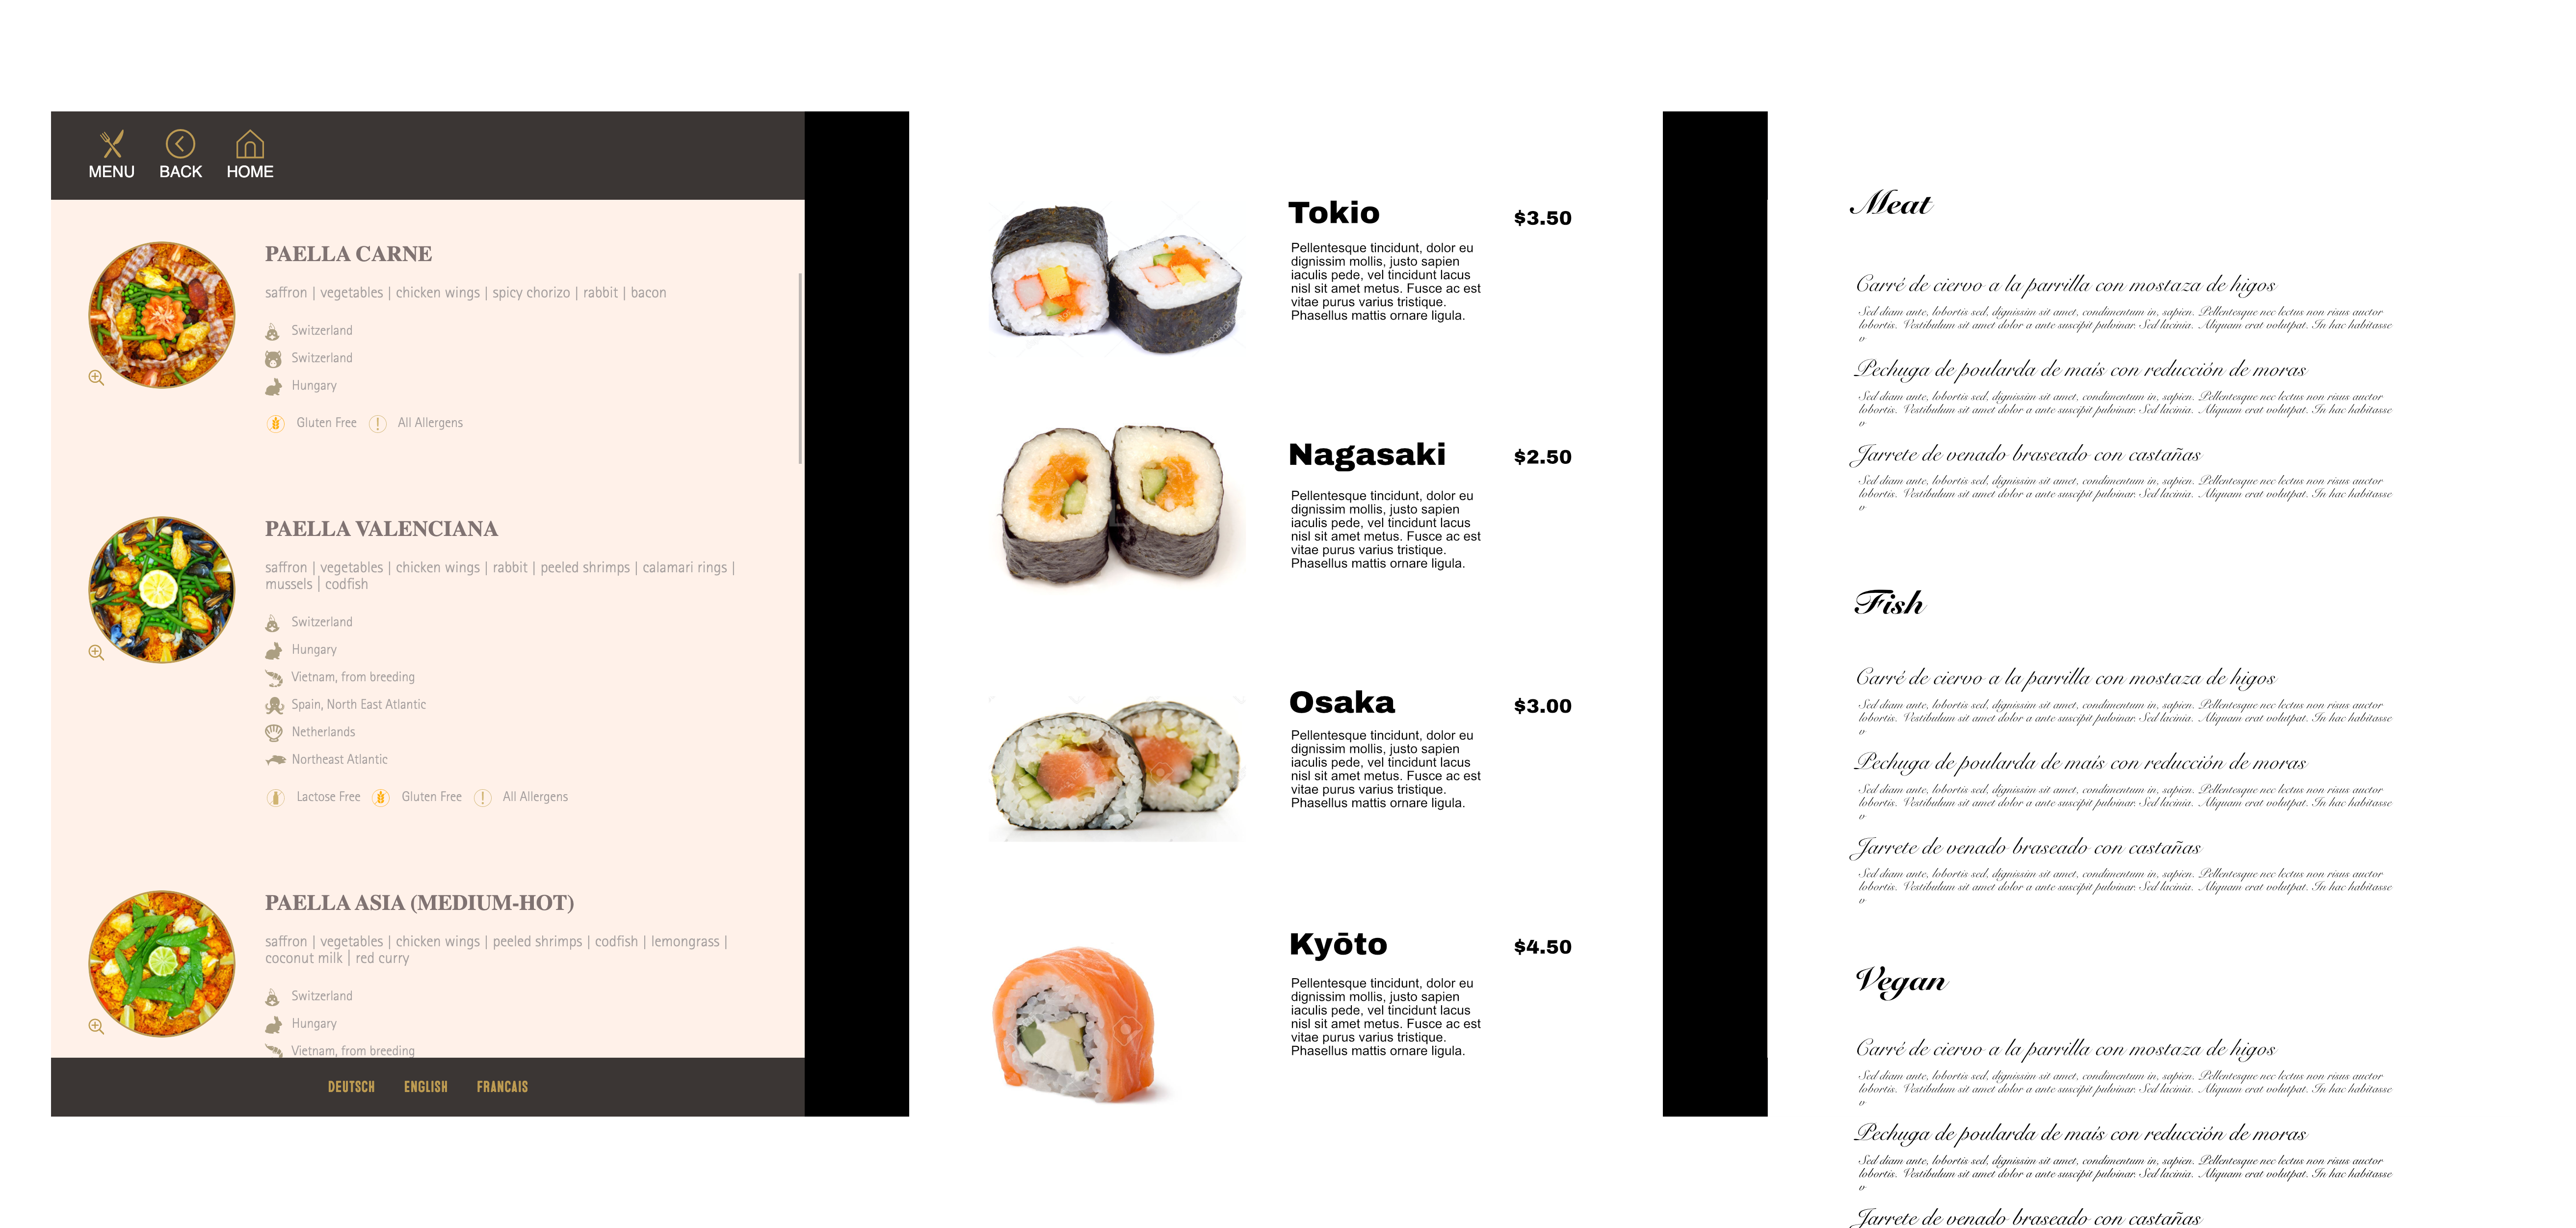 MENU BACK HOME
PAELLA CARNE
saffron | vegetables | chicken wings | spicy chorizo | rabbit | bacon
Switzerland
Switzerland
Hungary
Gluten Free All Allergens
PAELLA VALENCIANA
saffron | vegetables | chicken wings | rabbit | peeled shrimps | calamari rings |
mussels | codfish
Switzerland
Hungary
Vietnam, from breeding
Spain, North East Atlantic
Netherlands
Northeast Atlantic
Lactose Free Gluten Free All Allergens
PAELLA ASIA (MEDIUM-HOT)
saffron | vegetables | chicken wings | peeled shrimps | codfish | lemongrass |
coconut milk | red curry
Switzerland
Hungary
Vietnam, from breeding
DEUTSCH ENGLISH FRANCAIS
Tokio $3.50
Pellentesque tincidunt, dolor eu
dignissim mollis, justo sapien
iaculis pede, vel tincidunt lacus
nisl sit amet metus. Fusce ac est
vitae purus varius tristique.
Phasellus mattis ornare ligula.
Nagasaki $2.50
Pellentesque tincidunt, dolor eu
dignissim mollis, justo sapien
iaculis pede, vel tincidunt lacus
nisl sit amet metus. Fusce ac est
vitae purus varius tristique.
Phasellus mattis ornare ligula.
Osaka $3.00
Pellentesque tincidunt, dolor eu
dignissim mollis, justo sapien
iaculis pede, vel tincidunt lacus
nisl sit amet metus. Fusce ac est
vitae purus varius tristique.
Phasellus mattis ornare ligula.
Kyōto $4.50
Pellentesque tincidunt, dolor eu
dignissim mollis, justo sapien
iaculis pede, vel tincidunt lacus
nisl sit amet metus. Fusce ac est
vitae purus varius tristique.
Phasellus mattis ornare ligula.
Meat
Carré de ciervo a la parrilla con mostaza de higos
Sed diam ante, lobortis sed, dignissim sit amet, condimentum in, sapien. Pellentesque nec lectus non risus auctor
lobortis. Vestibulum sit amet dolor a ante suscipit pulvinar. Sed lacinia. Aliquam erat volutpat. In hac habitasse
v
Pechuga de poularda de maís con reducción de moras
Sed diam ante, lobortis sed, dignissim sit amet, condimentum in, sapien. Pellentesque nec lectus non risus auctor
lobortis. Vestibulum sit amet dolor a ante suscipit pulvinar. Sed lacinia. Aliquam erat volutpat. In hac habitasse
v
Jarrete de venado braseado con castañas
Sed diam ante, lobortis sed, dignissim sit amet, condimentum in, sapien. Pellentesque nec lectus non risus auctor
lobortis. Vestibulum sit amet dolor a ante suscipit pulvinar. Sed lacinia. Aliquam erat volutpat. In hac habitasse
v
Fish
Carré de ciervo a la parrilla con mostaza de higos
Sed diam ante, lobortis sed, dignissim sit amet, condimentum in, sapien. Pellentesque nec lectus non risus auctor
lobortis. Vestibulum sit amet dolor a ante suscipit pulvinar. Sed lacinia. Aliquam erat volutpat. In hac habitasse
v
Pechuga de poularda de maís con reducción de moras
Sed diam ante, lobortis sed, dignissim sit amet, condimentum in, sapien. Pellentesque nec lectus non risus auctor
lobortis. Vestibulum sit amet dolor a ante suscipit pulvinar. Sed lacinia. Aliquam erat volutpat. In hac habitasse
v
Jarrete de venado braseado con castañas
Sed diam ante, lobortis sed, dignissim sit amet, condimentum in, sapien. Pellentesque nec lectus non risus auctor
lobortis. Vestibulum sit amet dolor a ante suscipit pulvinar. Sed lacinia. Aliquam erat volutpat. In hac habitasse
v
Vegan
Carré de ciervo a la parrilla con mostaza de higos
Sed diam ante, lobortis sed, dignissim sit amet, condimentum in, sapien. Pellentesque nec lectus non risus auctor
lobortis. Vestibulum sit amet dolor a ante suscipit pulvinar. Sed lacinia. Aliquam erat volutpat. In hac habitasse
v
Pechuga de poularda de maís con reducción de moras
Sed diam ante, lobortis sed, dignissim sit amet, condimentum in, sapien. Pellentesque nec lectus non risus auctor
lobortis. Vestibulum sit amet dolor a ante suscipit pulvinar. Sed lacinia. Aliquam erat volutpat. In hac habitasse
v
Jarrete de venado braseado con castañas